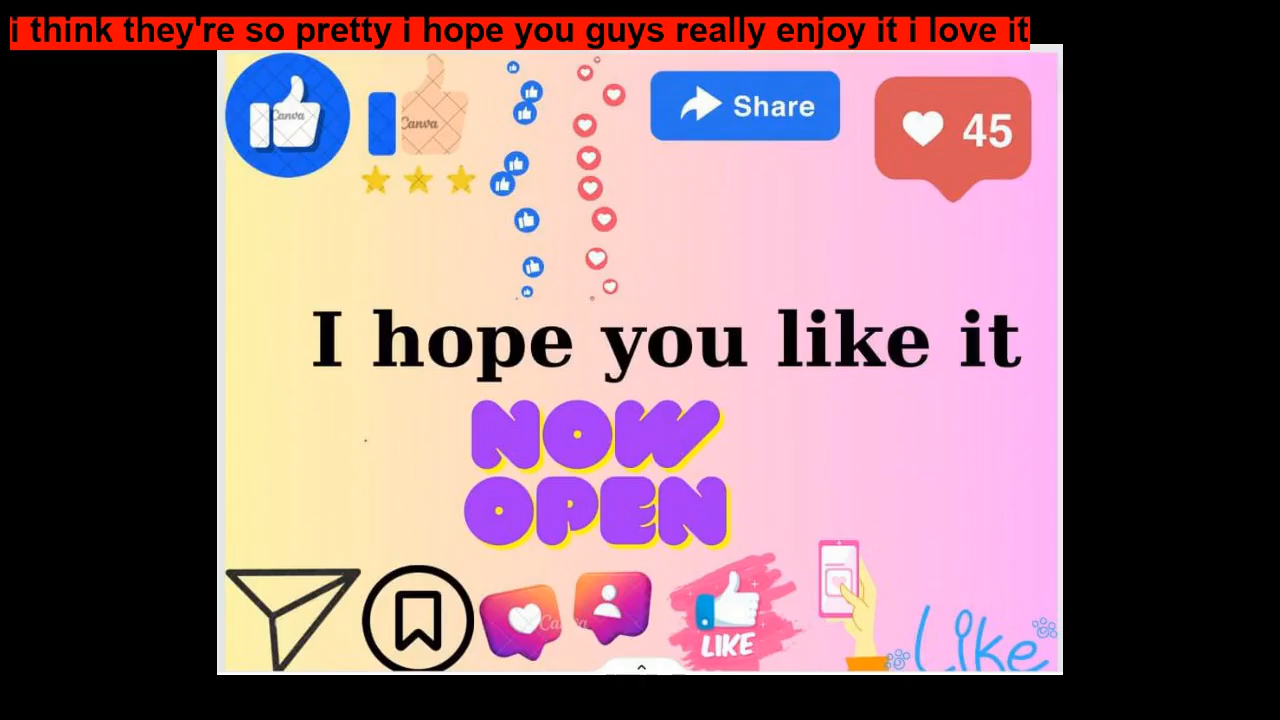 i think they're so pretty i hope you guys really enjoy it i love it
Canva
Canva
Share
45
I hope you like it
NOW
OPEN
Canva
LIKE
Like